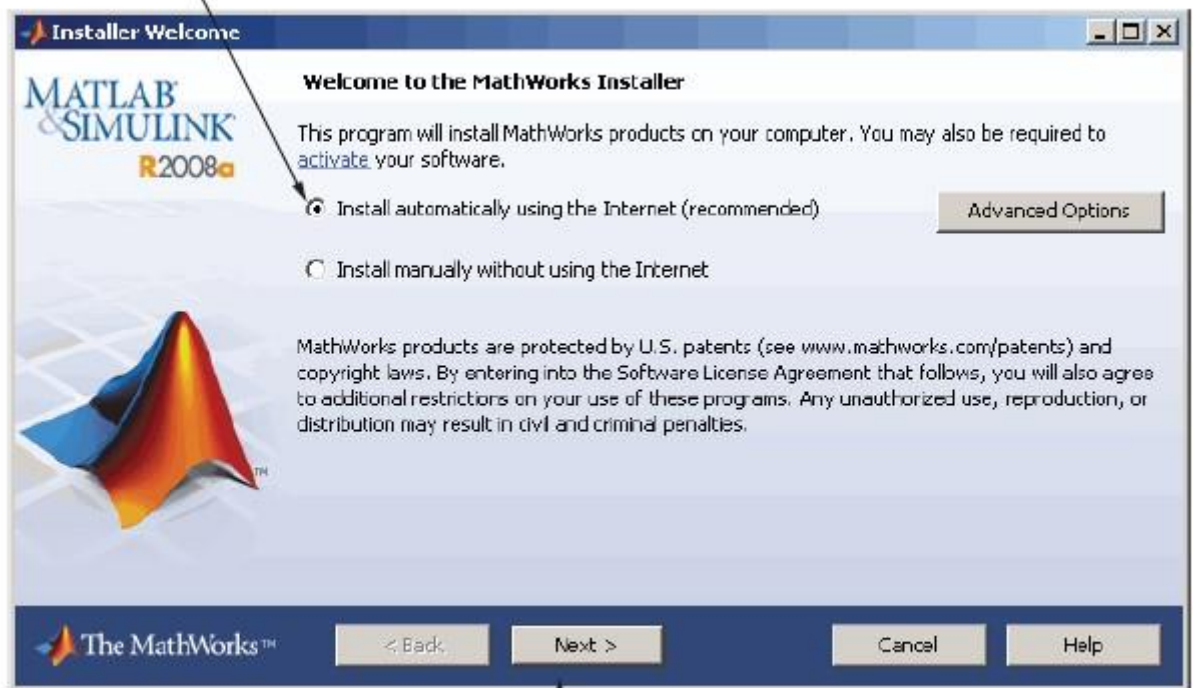 Installer Welcome
MATLAB
&SIMULINK
R2008a
Welcome to the MathWorks Installer
This program will install MathWorks products on your computer. You may also be required to
activate your software.
Install automatically using the Internet (recommended)
Advanced Options
Install manually without using the Internet
MathWorks products are protected by U.S. patents (see www.mathworks.com/patents) and
copyright laws. By entering into the Software License Agreement that follows, you will also agree
to additional restrictions on your use of these programs. Any unauthorized use, reproduction, or
distribution may result in civil and criminal penalties.
TM
The MathWorks™
< Back
Next >
Cancel
Help